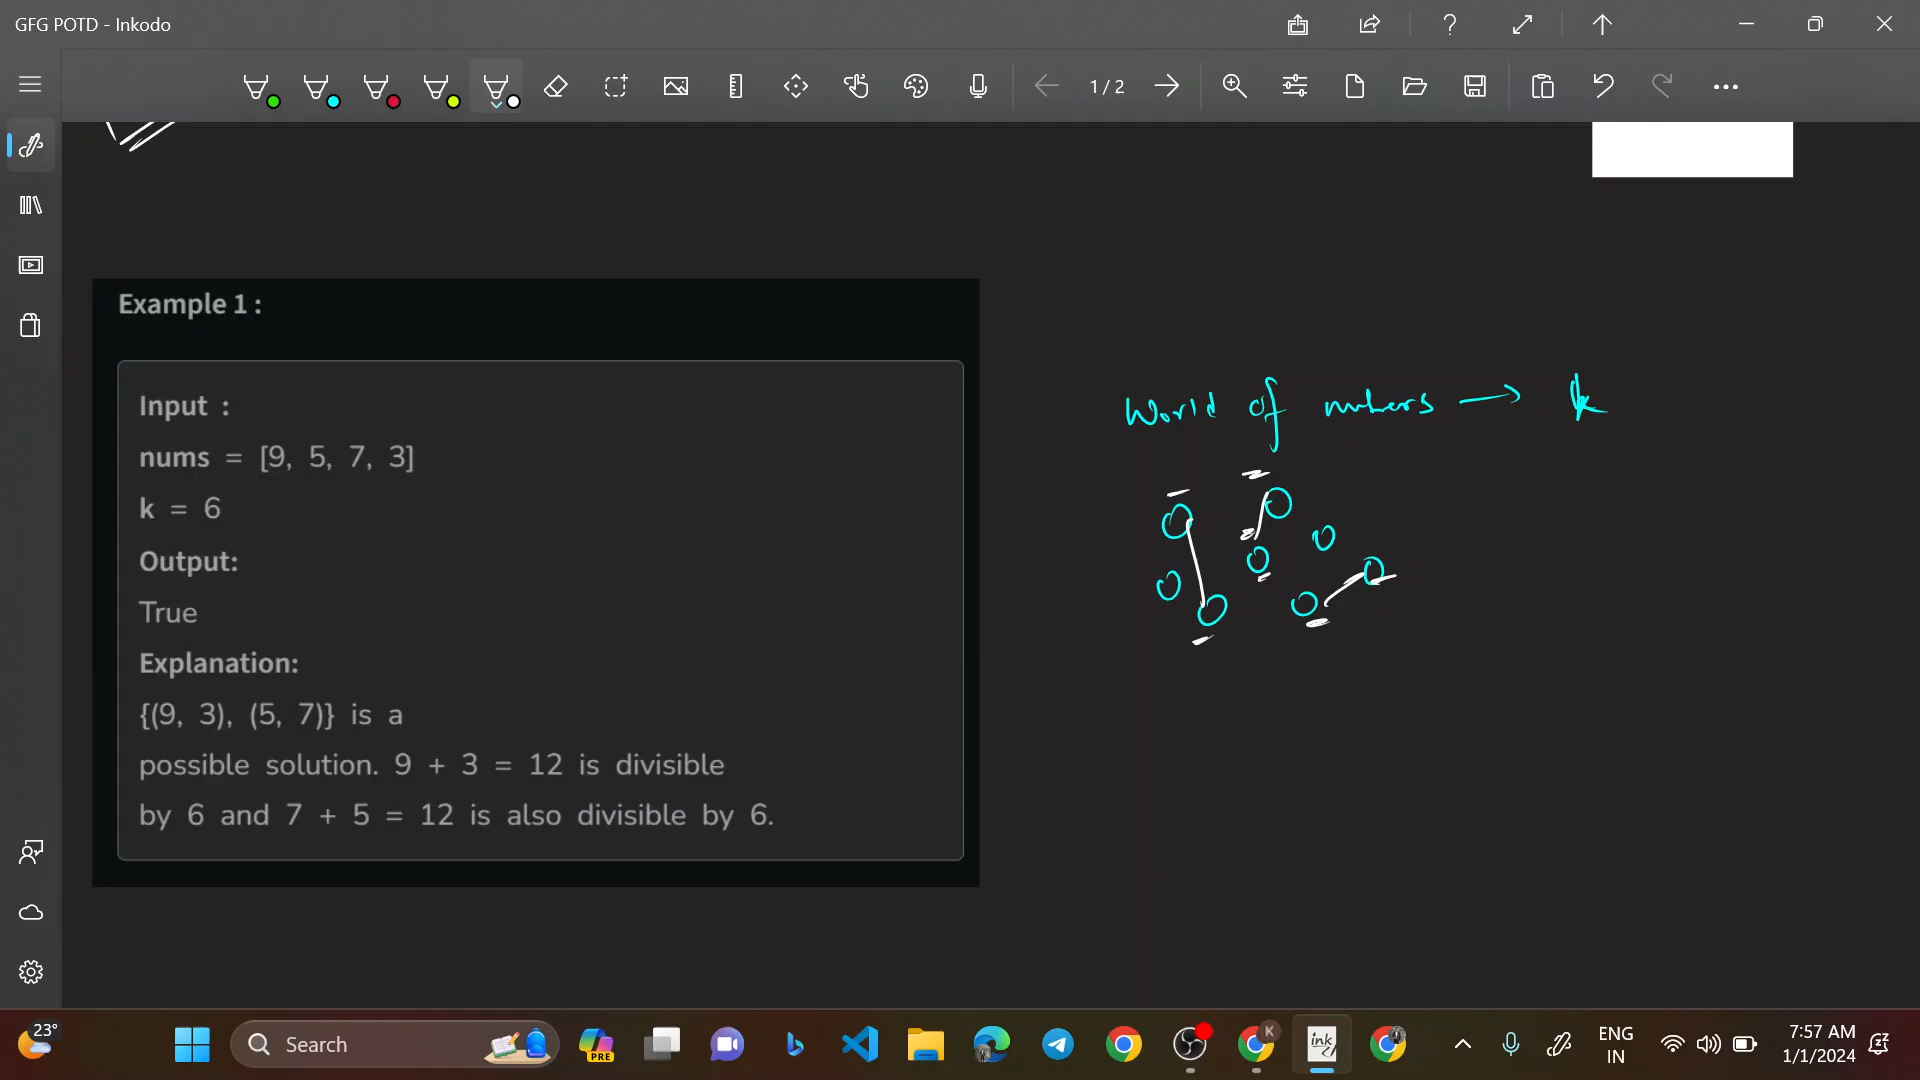 GFG POTD - Inkodo
1 / 2
Example 1 :
Input :
nums = [9, 5, 7, 3]
k = 6
Output:
True
Explanation:
{(9, 3), (5, 7)} is a
possible solution. 9 + 3 = 12 is divisible
by 6 and 7 + 5 = 12 is also divisible by 6.
World of numbers → k
23°
Search
PRE
K
ink
ENG
IN
7:57 AM
1/1/2024